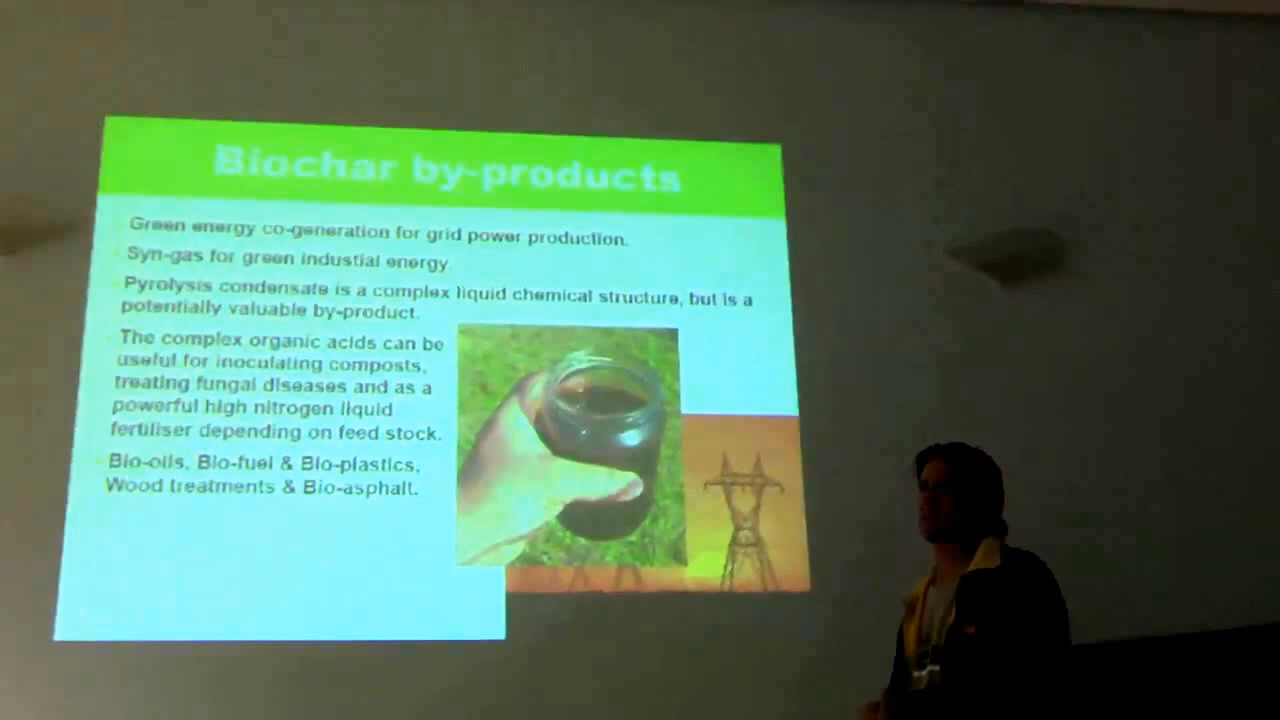 Biochar by-products
Green energy co-generation for grid power production.
Syn-gas for green industial energy.
Pyrolysis condensate is a complex liquid chemical structure, but is a
potentially valuable by-product.
The complex organic acids can be
useful for inoculating composts,
treating fungal diseases and as a
powerful high nitrogen liquid
fertiliser depending on feed stock.
Bio-oils, Bio-fuel & Bio-plastics,
Wood treatments & Bio-asphalt.